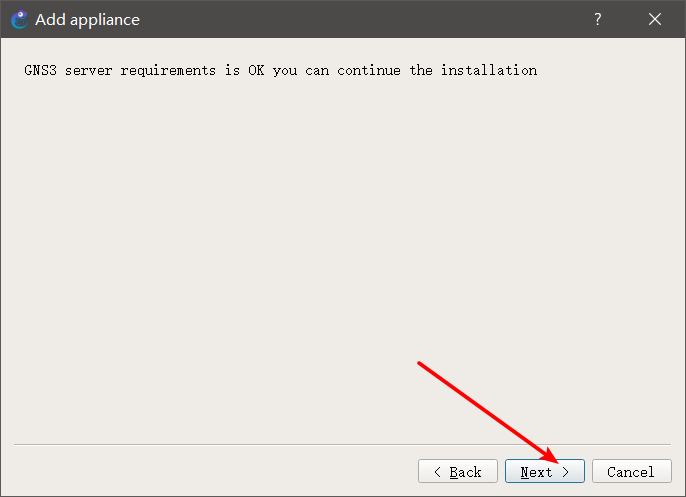 Add appliance
?
GNS3 server requirements is OK you can continue the installation
< Back
Next >
Cancel